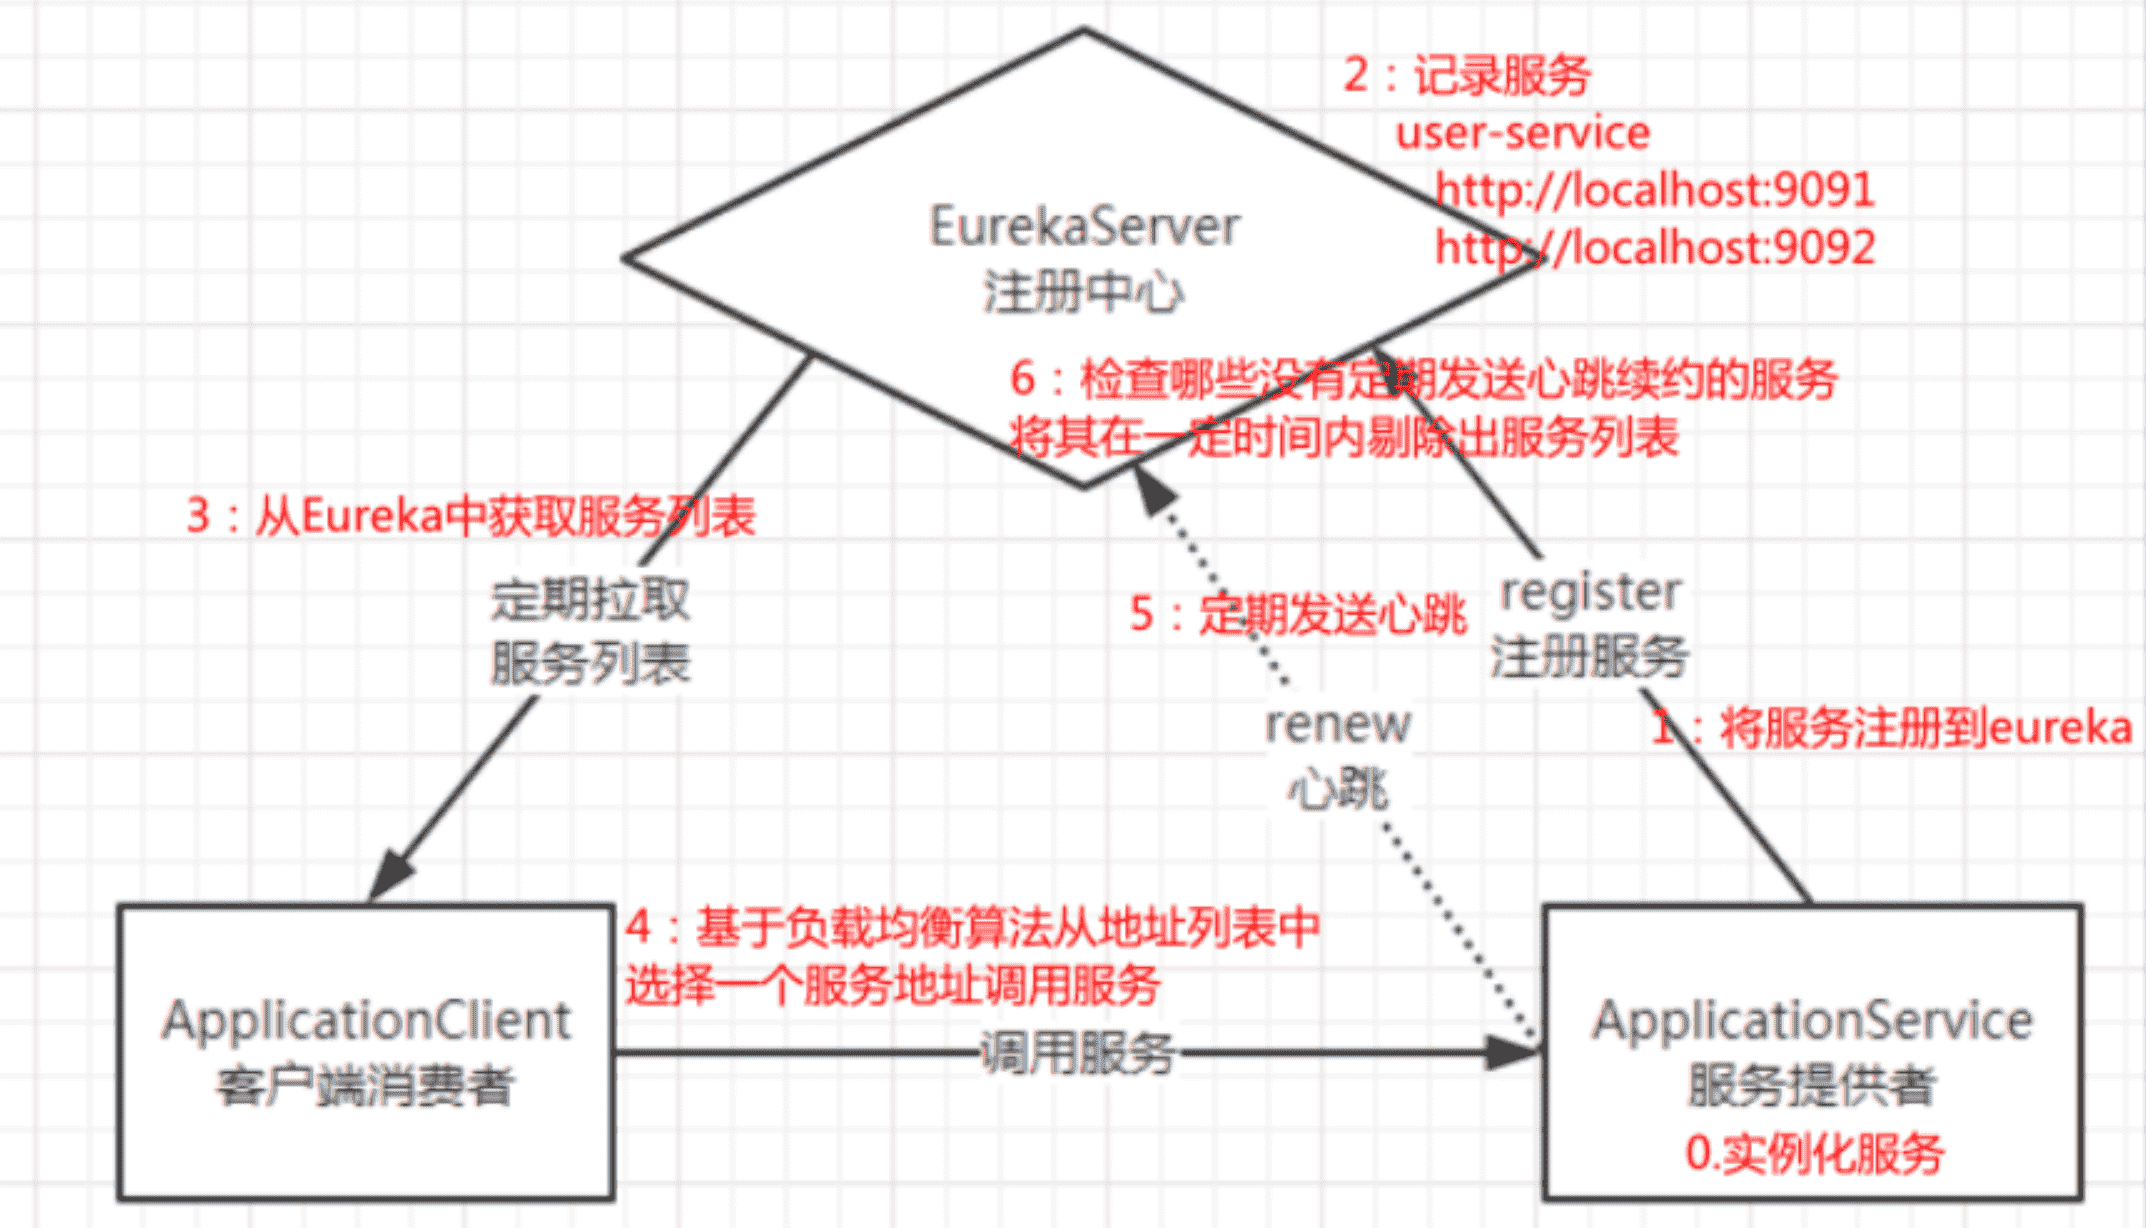 2：记录服务
user-service
http://localhost:9091
http://localhost:9092
EurekaServer
注册中心
6：检查哪些没有定期发送心跳续约的服务
将其在一定时间内剔除出服务列表
3：从Eureka中获取服务列表
定期拉取
服务列表
5：定期发送心跳
register
注册服务
renew
心跳
1：将服务注册到eureka
4：基于负载均衡算法从地址列表中
选择一个服务地址调用服务
调用服务
ApplicationClient
客户端消费者
ApplicationService
服务提供者
0.实例化服务